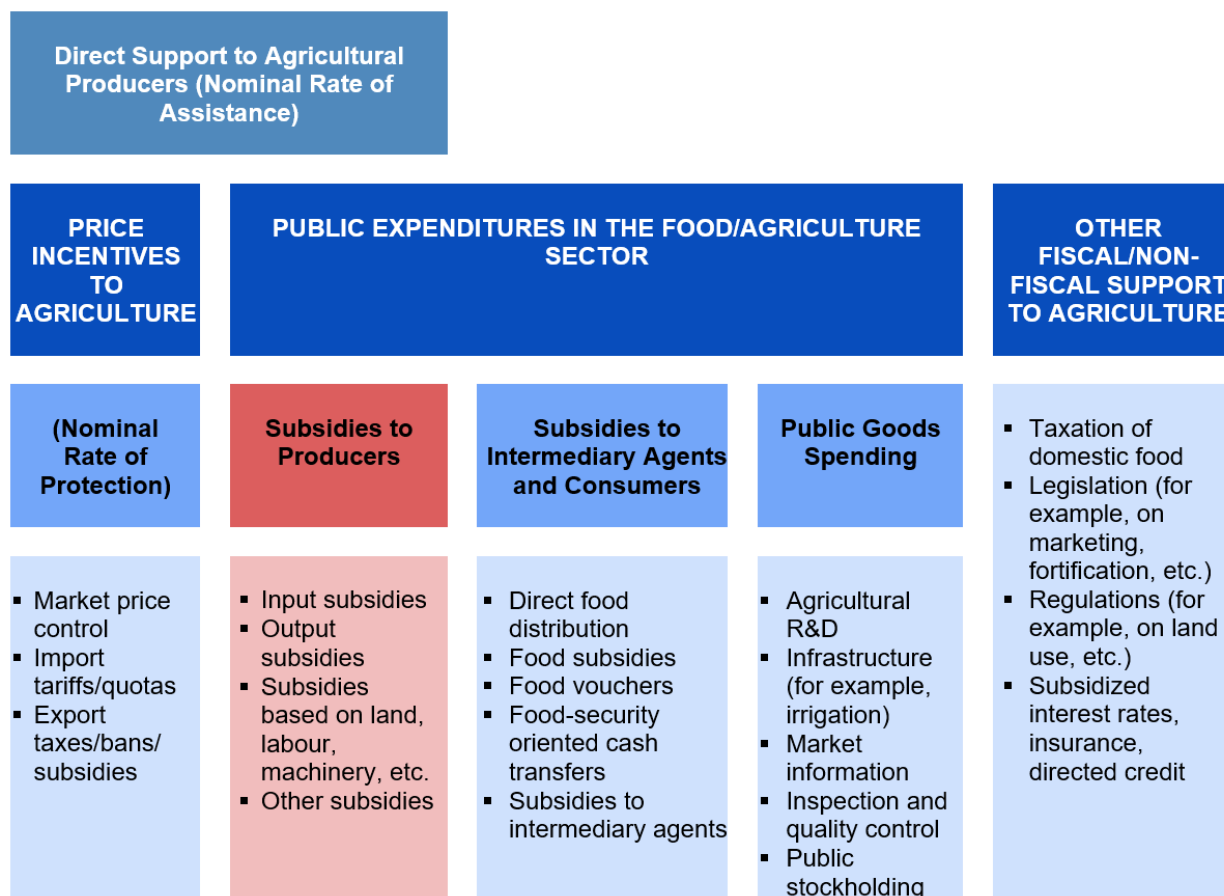 Direct Support to Agricultural
Producers (Nominal Rate of
Assistance)
PRICE
INCENTIVES
TO
AGRICULTURE
PUBLIC EXPENDITURES IN THE FOOD/AGRICULTURE
SECTOR
OTHER
FISCAL/NON-
FISCAL SUPPORT
TO AGRICULTURE
(Nominal
Rate of
Protection)
▪ Market price
control
▪ Import
tariffs/quotas
▪ Export
taxes/bans/
subsidies
Subsidies to
Producers
▪ Input subsidies
▪ Output
subsidies
▪ Subsidies
based on land,
labour,
machinery, etc.
▪ Other subsidies
Subsidies to
Intermediary Agents
and Consumers
▪ Direct food
distribution
▪ Food subsidies
▪ Food vouchers
▪ Food-security
oriented cash
transfers
▪ Subsidies to
intermediary agents
Public Goods
Spending
▪ Agricultural
R&D
▪ Infrastructure
(for example,
irrigation)
▪ Market
information
▪ Inspection and
quality control
▪ Public
stockholding
▪ Taxation of
domestic food
▪ Legislation (for
example, on
marketing,
fortification, etc.)
▪ Regulations (for
example, on land
use, etc.)
▪ Subsidized
interest rates,
insurance,
directed credit